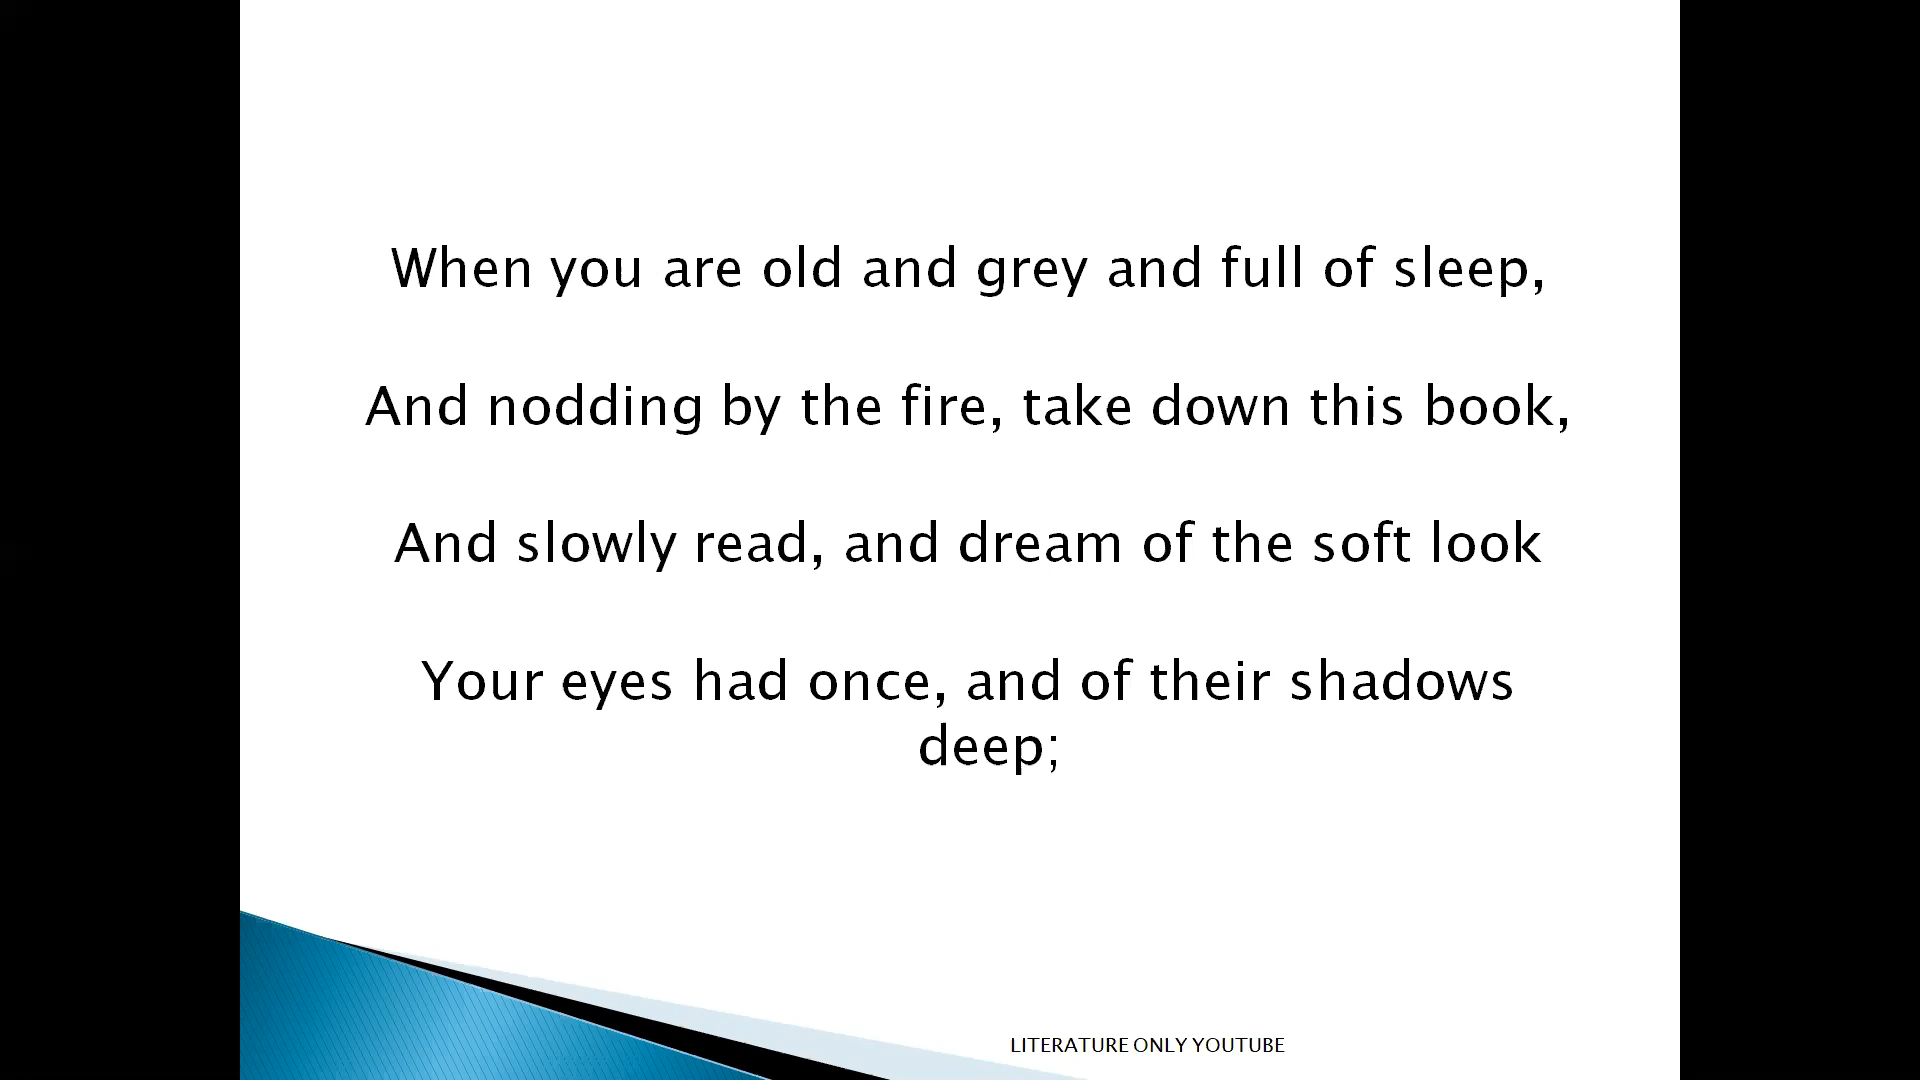 When you are old and grey and full of sleep,
And nodding by the fire, take down this book,
And slowly read, and dream of the soft look
Your eyes had once, and of their shadows
deep;
LITERATURE ONLY YOUTUBE